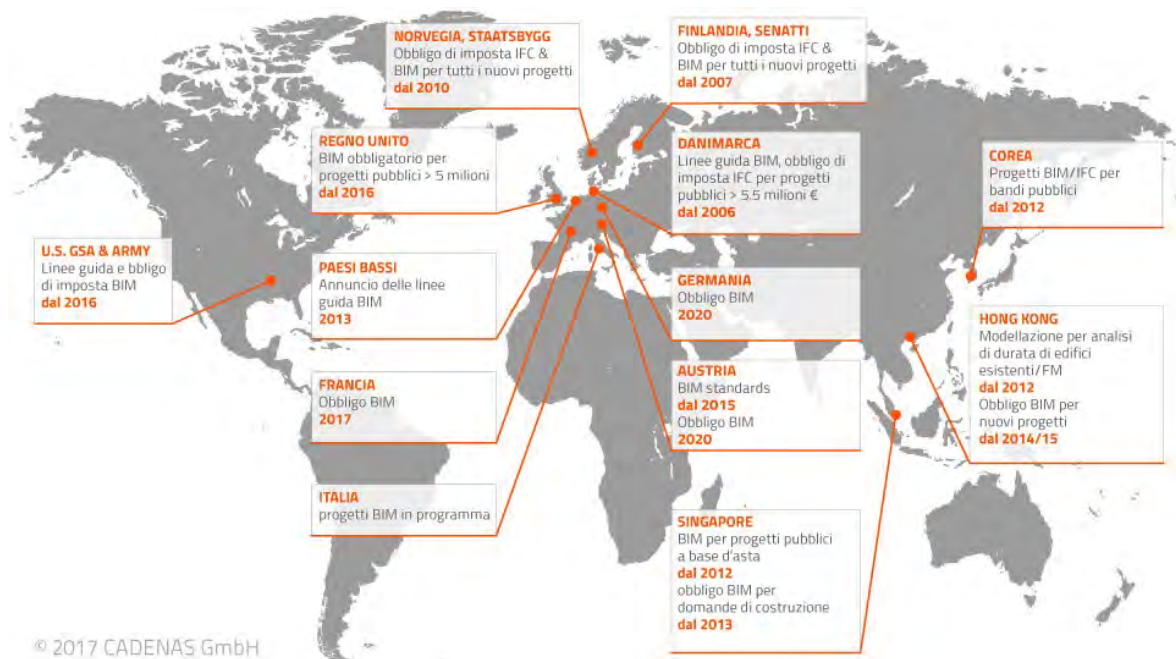 NORVEGIA, STAATSBYGG
Obbligo di imposta IFC &
BIM per tutti i nuovi progetti
dal 2010
FINLANDIA, SENATTI
Obbligo di imposta IFC &
BIM per tutti i nuovi progetti
dal 2007
REGNO UNITO
BIM obbligatorio per
progetti pubblici > 5 milioni
dal 2016
DANIMARCA
Linee guida BIM, obbligo di
imposta IFC per progetti
pubblici > 5.5 milioni €
dal 2006
COREA
Progetti BIM/IFC per
bandi pubblici
dal 2012
U.S. GSA & ARMY
Linee guida e bbligo
di imposta BIM
dal 2016
PAESI BASSI
Annuncio delle linee
guida BIM
2013
GERMANIA
Obbligo BIM
2020
HONG KONG
Modellazione per analisi
di durata di edifici
esistenti/FM
dal 2012
Obbligo BIM per
nuovi progetti
dal 2014/15
FRANCIA
Obbligo BIM
2017
AUSTRIA
BIM standards
dal 2015
Obbligo BIM
2020
ITALIA
progetti BIM in programma
SINGAPORE
BIM per progetti pubblici
a base d'asta
dal 2012
obbligo BIM per
domande di costruzione
dal 2013
© 2017 CADENAS GmbH